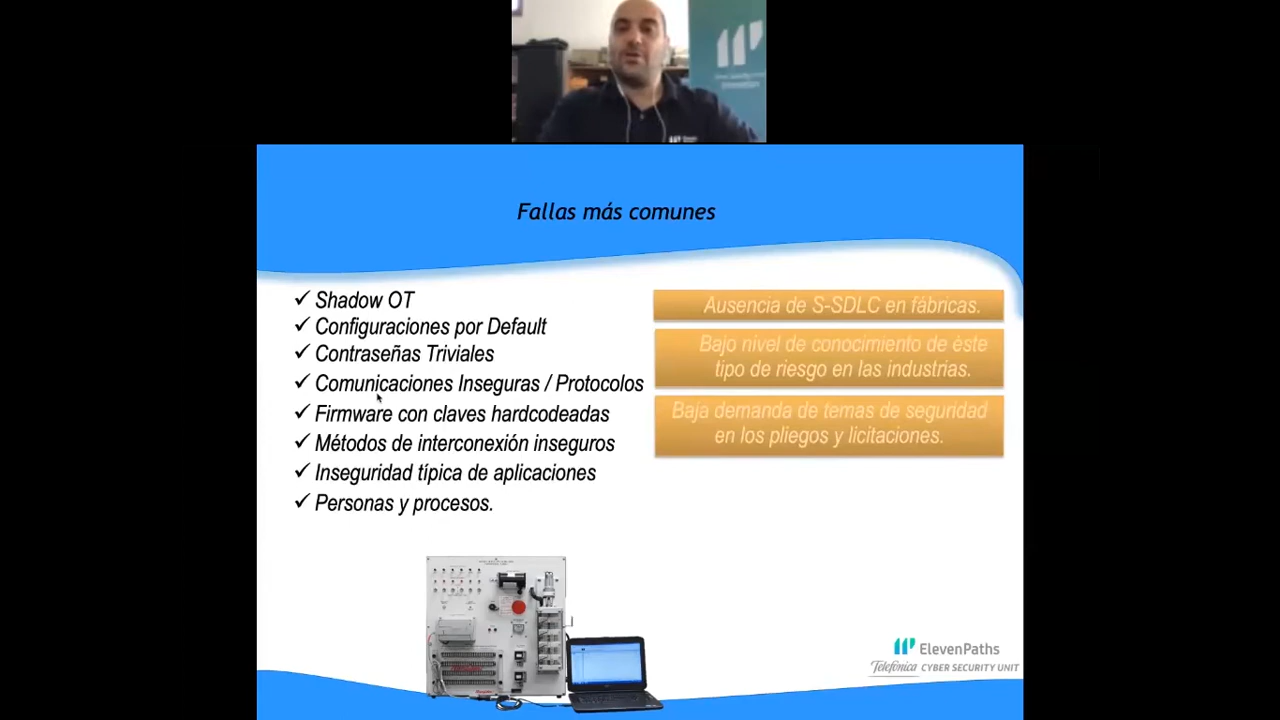 Fallas más comunes
Shadow OT
Configuraciones por Default
Contraseñas Triviales
Comunicaciones Inseguras / Protocolos
Firmware con claves hardcodeadas
Métodos de interconexión inseguros
Inseguridad típica de aplicaciones
Personas y procesos.
Ausencia de S-SDLC en fábricas.
Bajo nivel de conocimiento de éste
tipo de riesgo en las industrias.
Baja demanda de temas de seguridad
en los pliegos y licitaciones.
ElevenPaths
Telefónica CYBER SECURITY UNIT